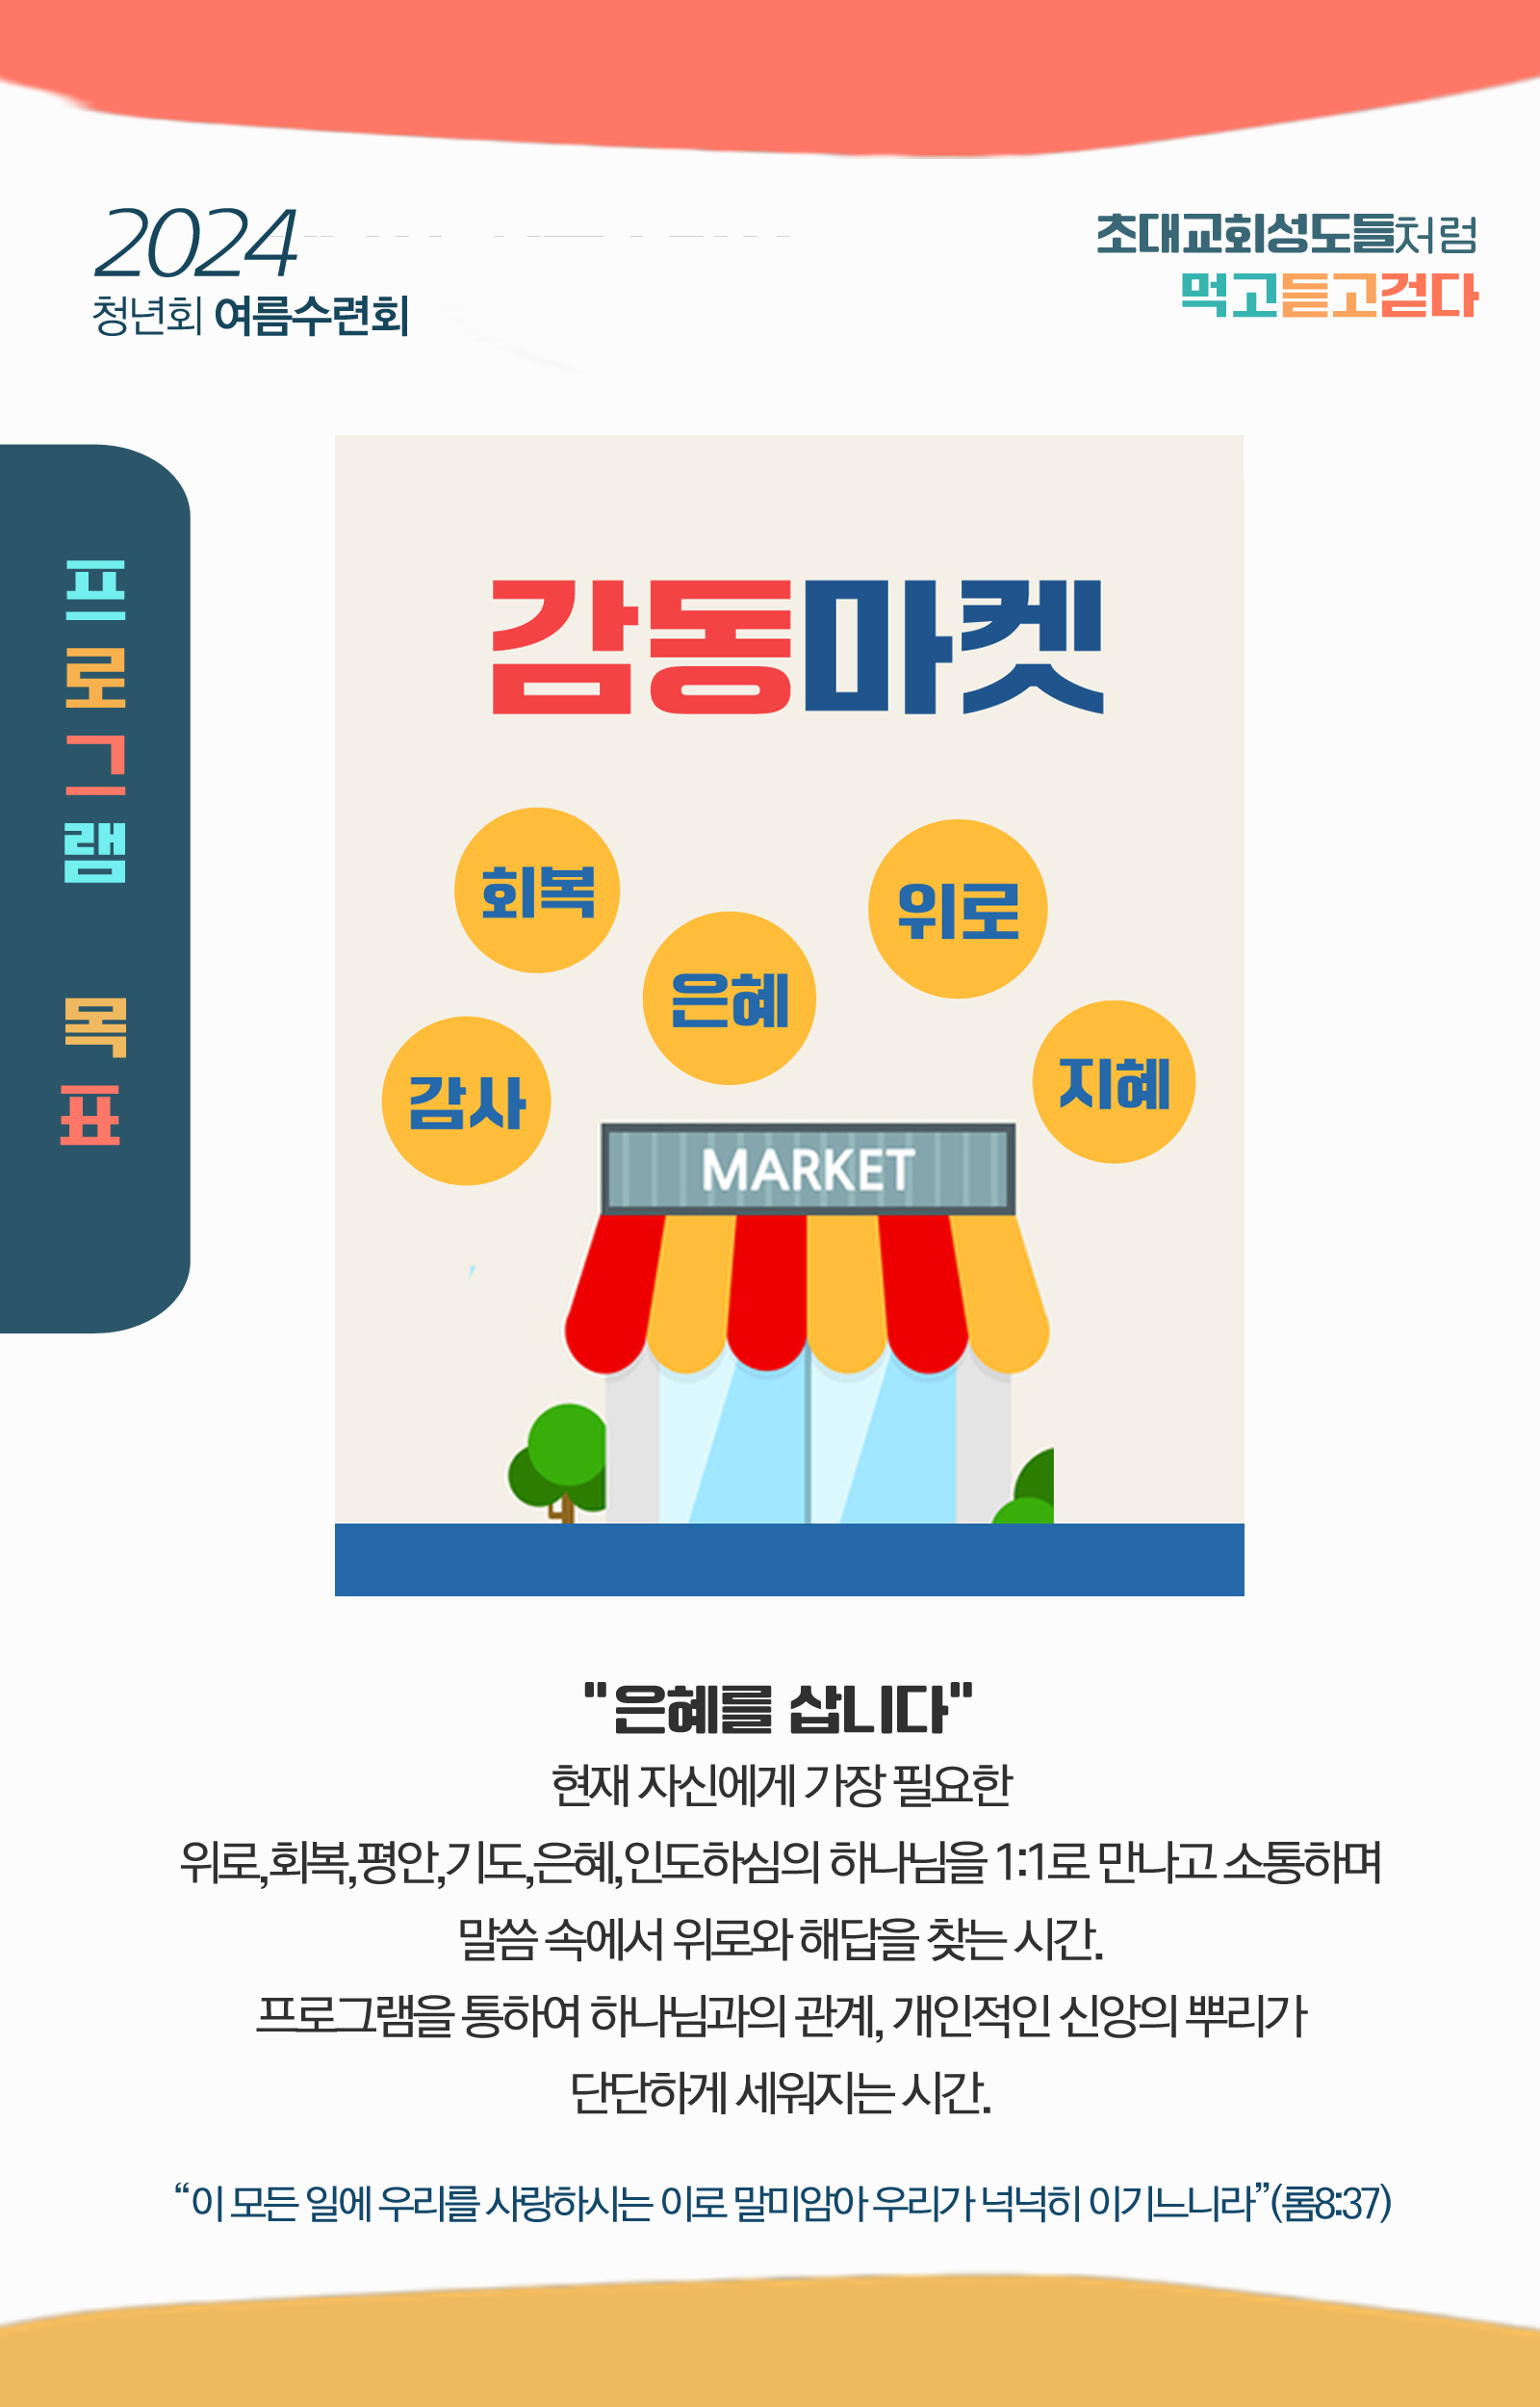 2024
청년회 여름수련회
초대교회성도들처럼
먹고듣고걷다
프로그램 목표
감동마켓
회복
위로
은혜
감사
지혜
MARKET
"은혜를 삽니다"
현재 자신에게 가장 필요한
위로,회복,평안,기도,은혜,인도하심의 하나님을 1:1로 만나고 소통하며
말씀 속에서 위로와 해답을 찾는 시간.
프로그램을 통하여 하나님과의 관계, 개인적인 신앙의 뿌리가
단단하게 세워지는 시간.
“이 모든 일에 우리를 사랑하시는 이로 말미암아 우리가 넉넉히 이기느니라”(롬8:37)